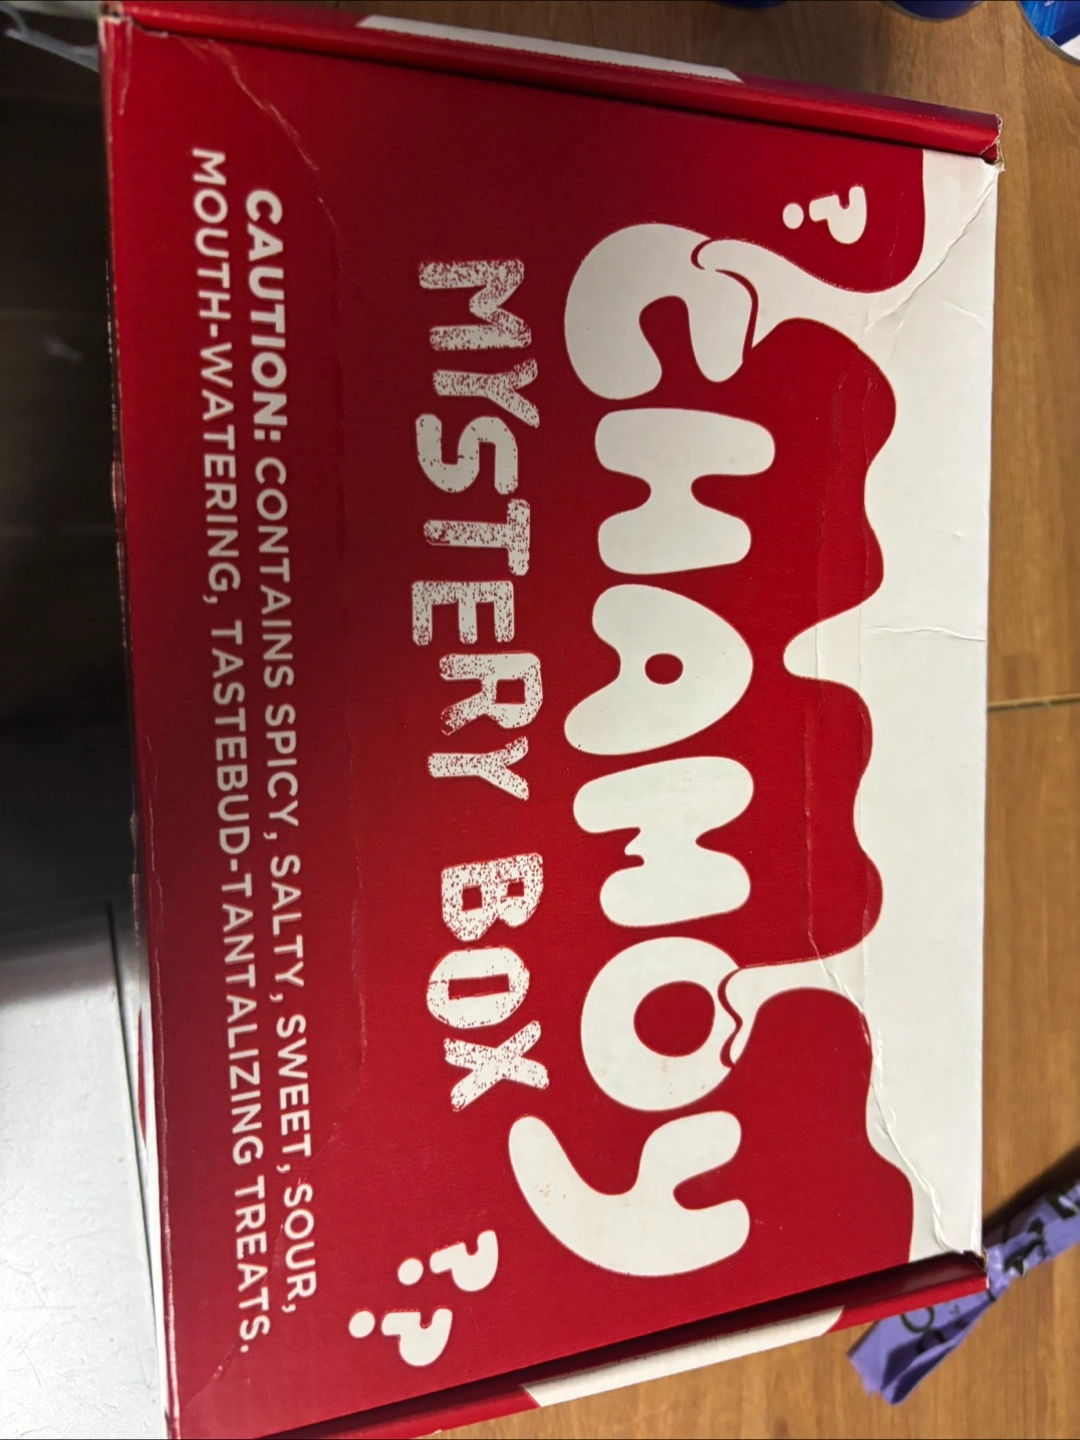 ?
CHAMOY
MYSTERY BOX
??
CAUTION: CONTAINS SPICY, SALTY, SWEET, SOUR,
MOUTH-WATERING, TASTEBUD-TANTALIZING TREATS.